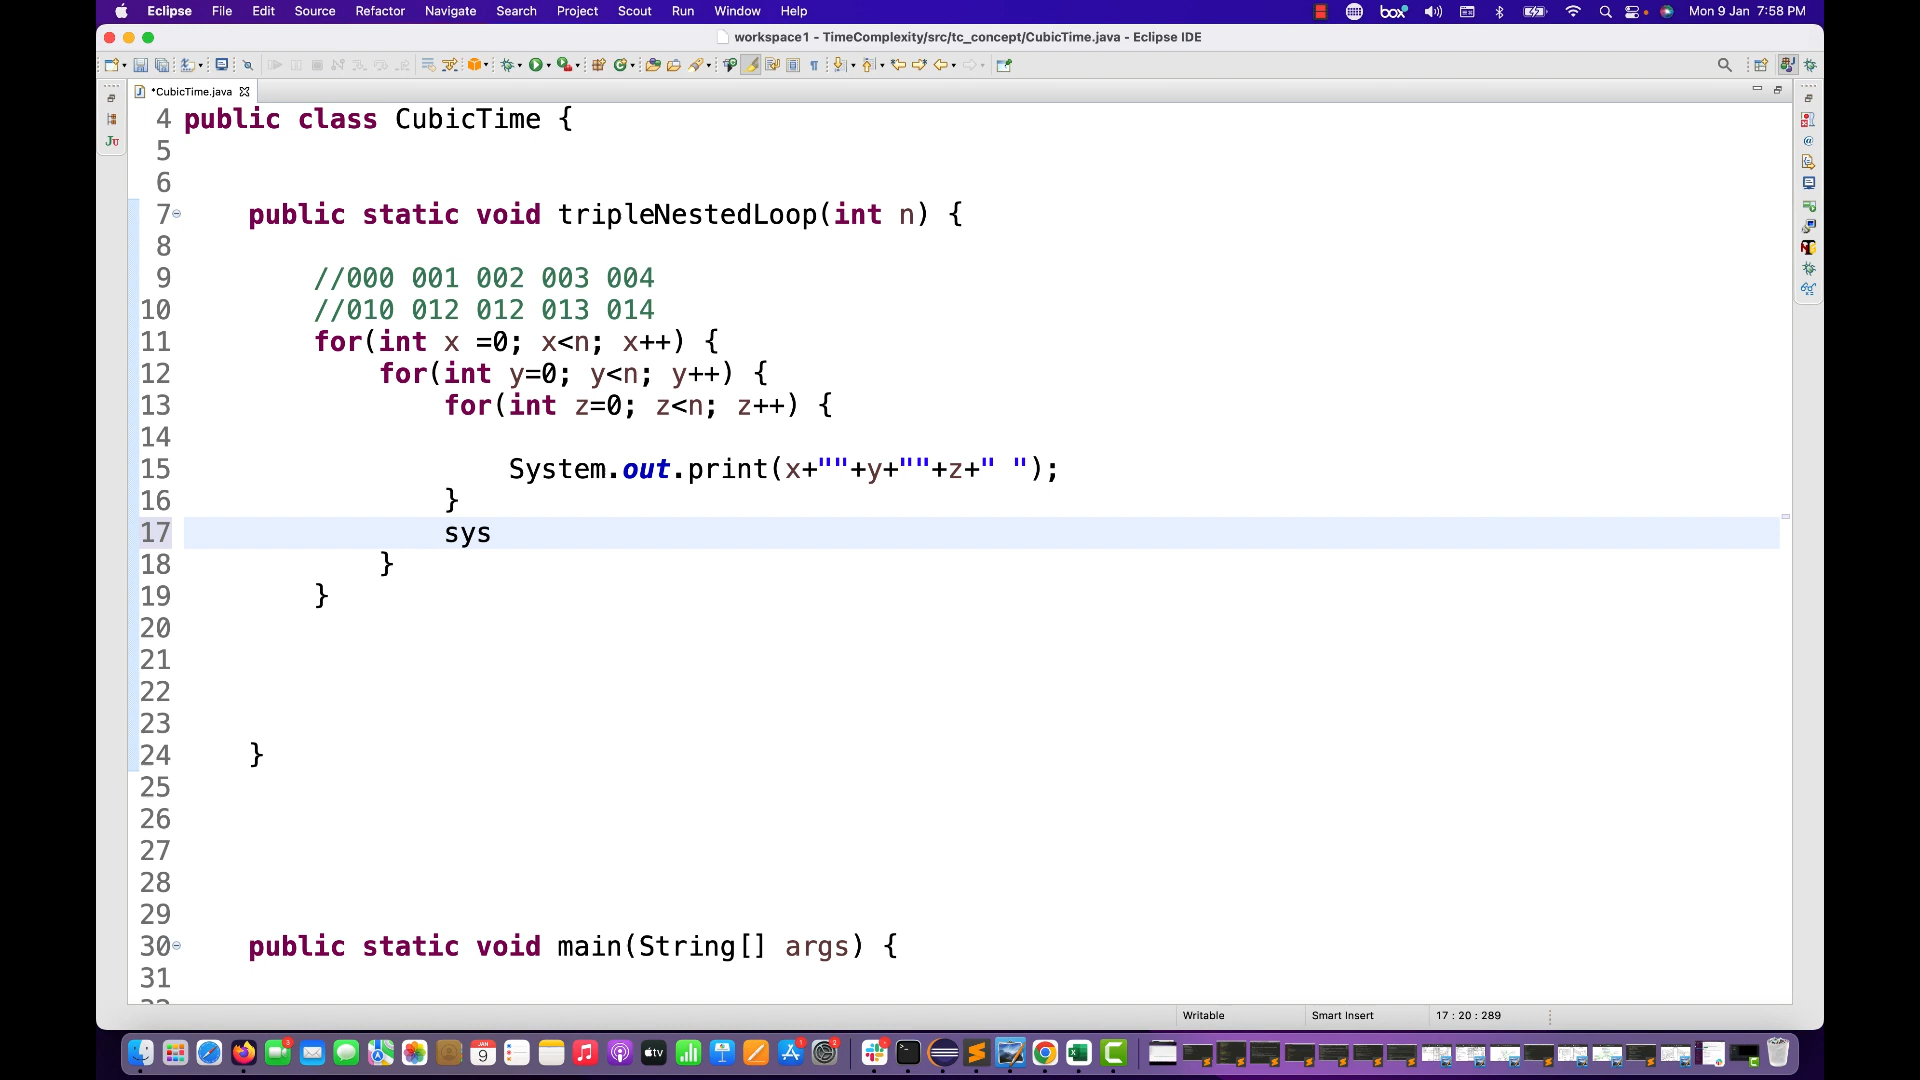 Eclipse File Edit Source Refactor Navigate Search Project Scout Run Window Help box Mon 9 Jan 7:58 PM
workspace1 - TimeComplexity/src/tc_concept/CubicTime.java - Eclipse IDE
*CubicTime.java
4 public class CubicTime {
5
6
7 public static void tripleNestedLoop(int n) {
8
9 //000 001 002 003 004
10 //010 012 012 013 014
11 for(int x =0; x<n; x++) {
12 for(int y=0; y<n; y++) {
13 for(int z=0; z<n; z++) {
14
15 System.out.print(x+""+y+""+z+" ");
16 }
17 sys
18 }
19 }
20
21
22
23
24 }
25
26
27
28
29
30 public static void main(String[] args) {
31
Writable Smart Insert 17 : 20 : 289